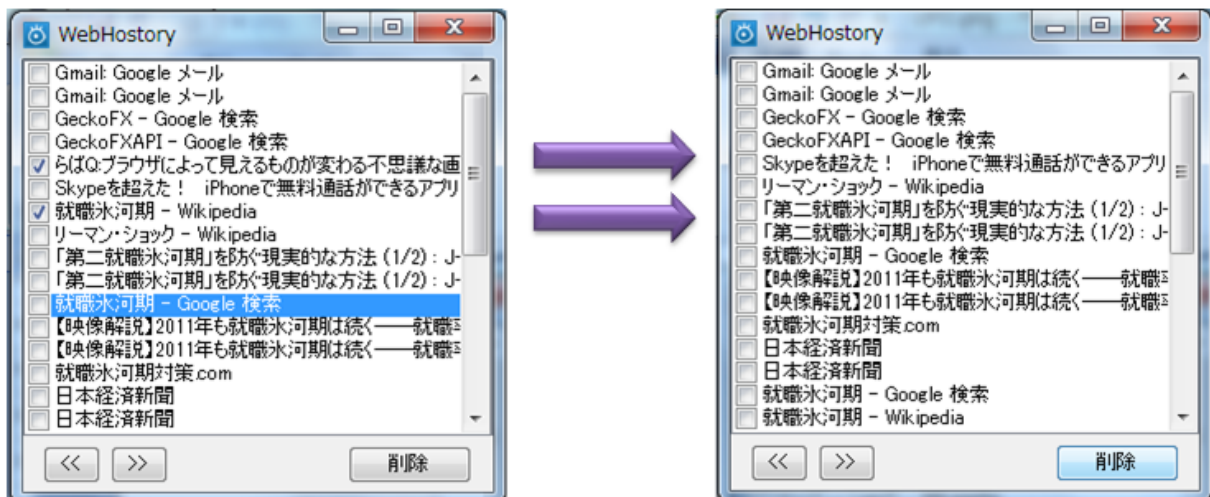 WebHostory
Gmail: Google メール
Gmail: Google メール
GeckoFX - Google 検索
GeckoFXAPI - Google 検索
らばQ:ブラウザによって見えるものが変わる不思議な画
Skypeを超えた！ iPhoneで無料通話ができるアプリ
就職氷河期 - Wikipedia
リーマン・ショック - Wikipedia
「第二就職氷河期」を防ぐ現実的な方法 (1/2) : J-
「第二就職氷河期」を防ぐ現実的な方法 (1/2) : J-
就職氷河期 - Google 検索
【映像解説】2011年も就職氷河期は続く――就職
【映像解説】2011年も就職氷河期は続く――就職
就職氷河期対策.com
日本経済新聞
日本経済新聞
<< >> 削除
WebHostory
Gmail: Google メール
Gmail: Google メール
GeckoFX - Google 検索
GeckoFXAPI - Google 検索
Skypeを超えた！ iPhoneで無料通話ができるアプリ
リーマン・ショック - Wikipedia
「第二就職氷河期」を防ぐ現実的な方法 (1/2) : J-
「第二就職氷河期」を防ぐ現実的な方法 (1/2) : J-
就職氷河期 - Google 検索
【映像解説】2011年も就職氷河期は続く――就職
【映像解説】2011年も就職氷河期は続く――就職
就職氷河期対策.com
日本経済新聞
日本経済新聞
就職氷河期 - Google 検索
就職氷河期 - Wikipedia
<< >> 削除